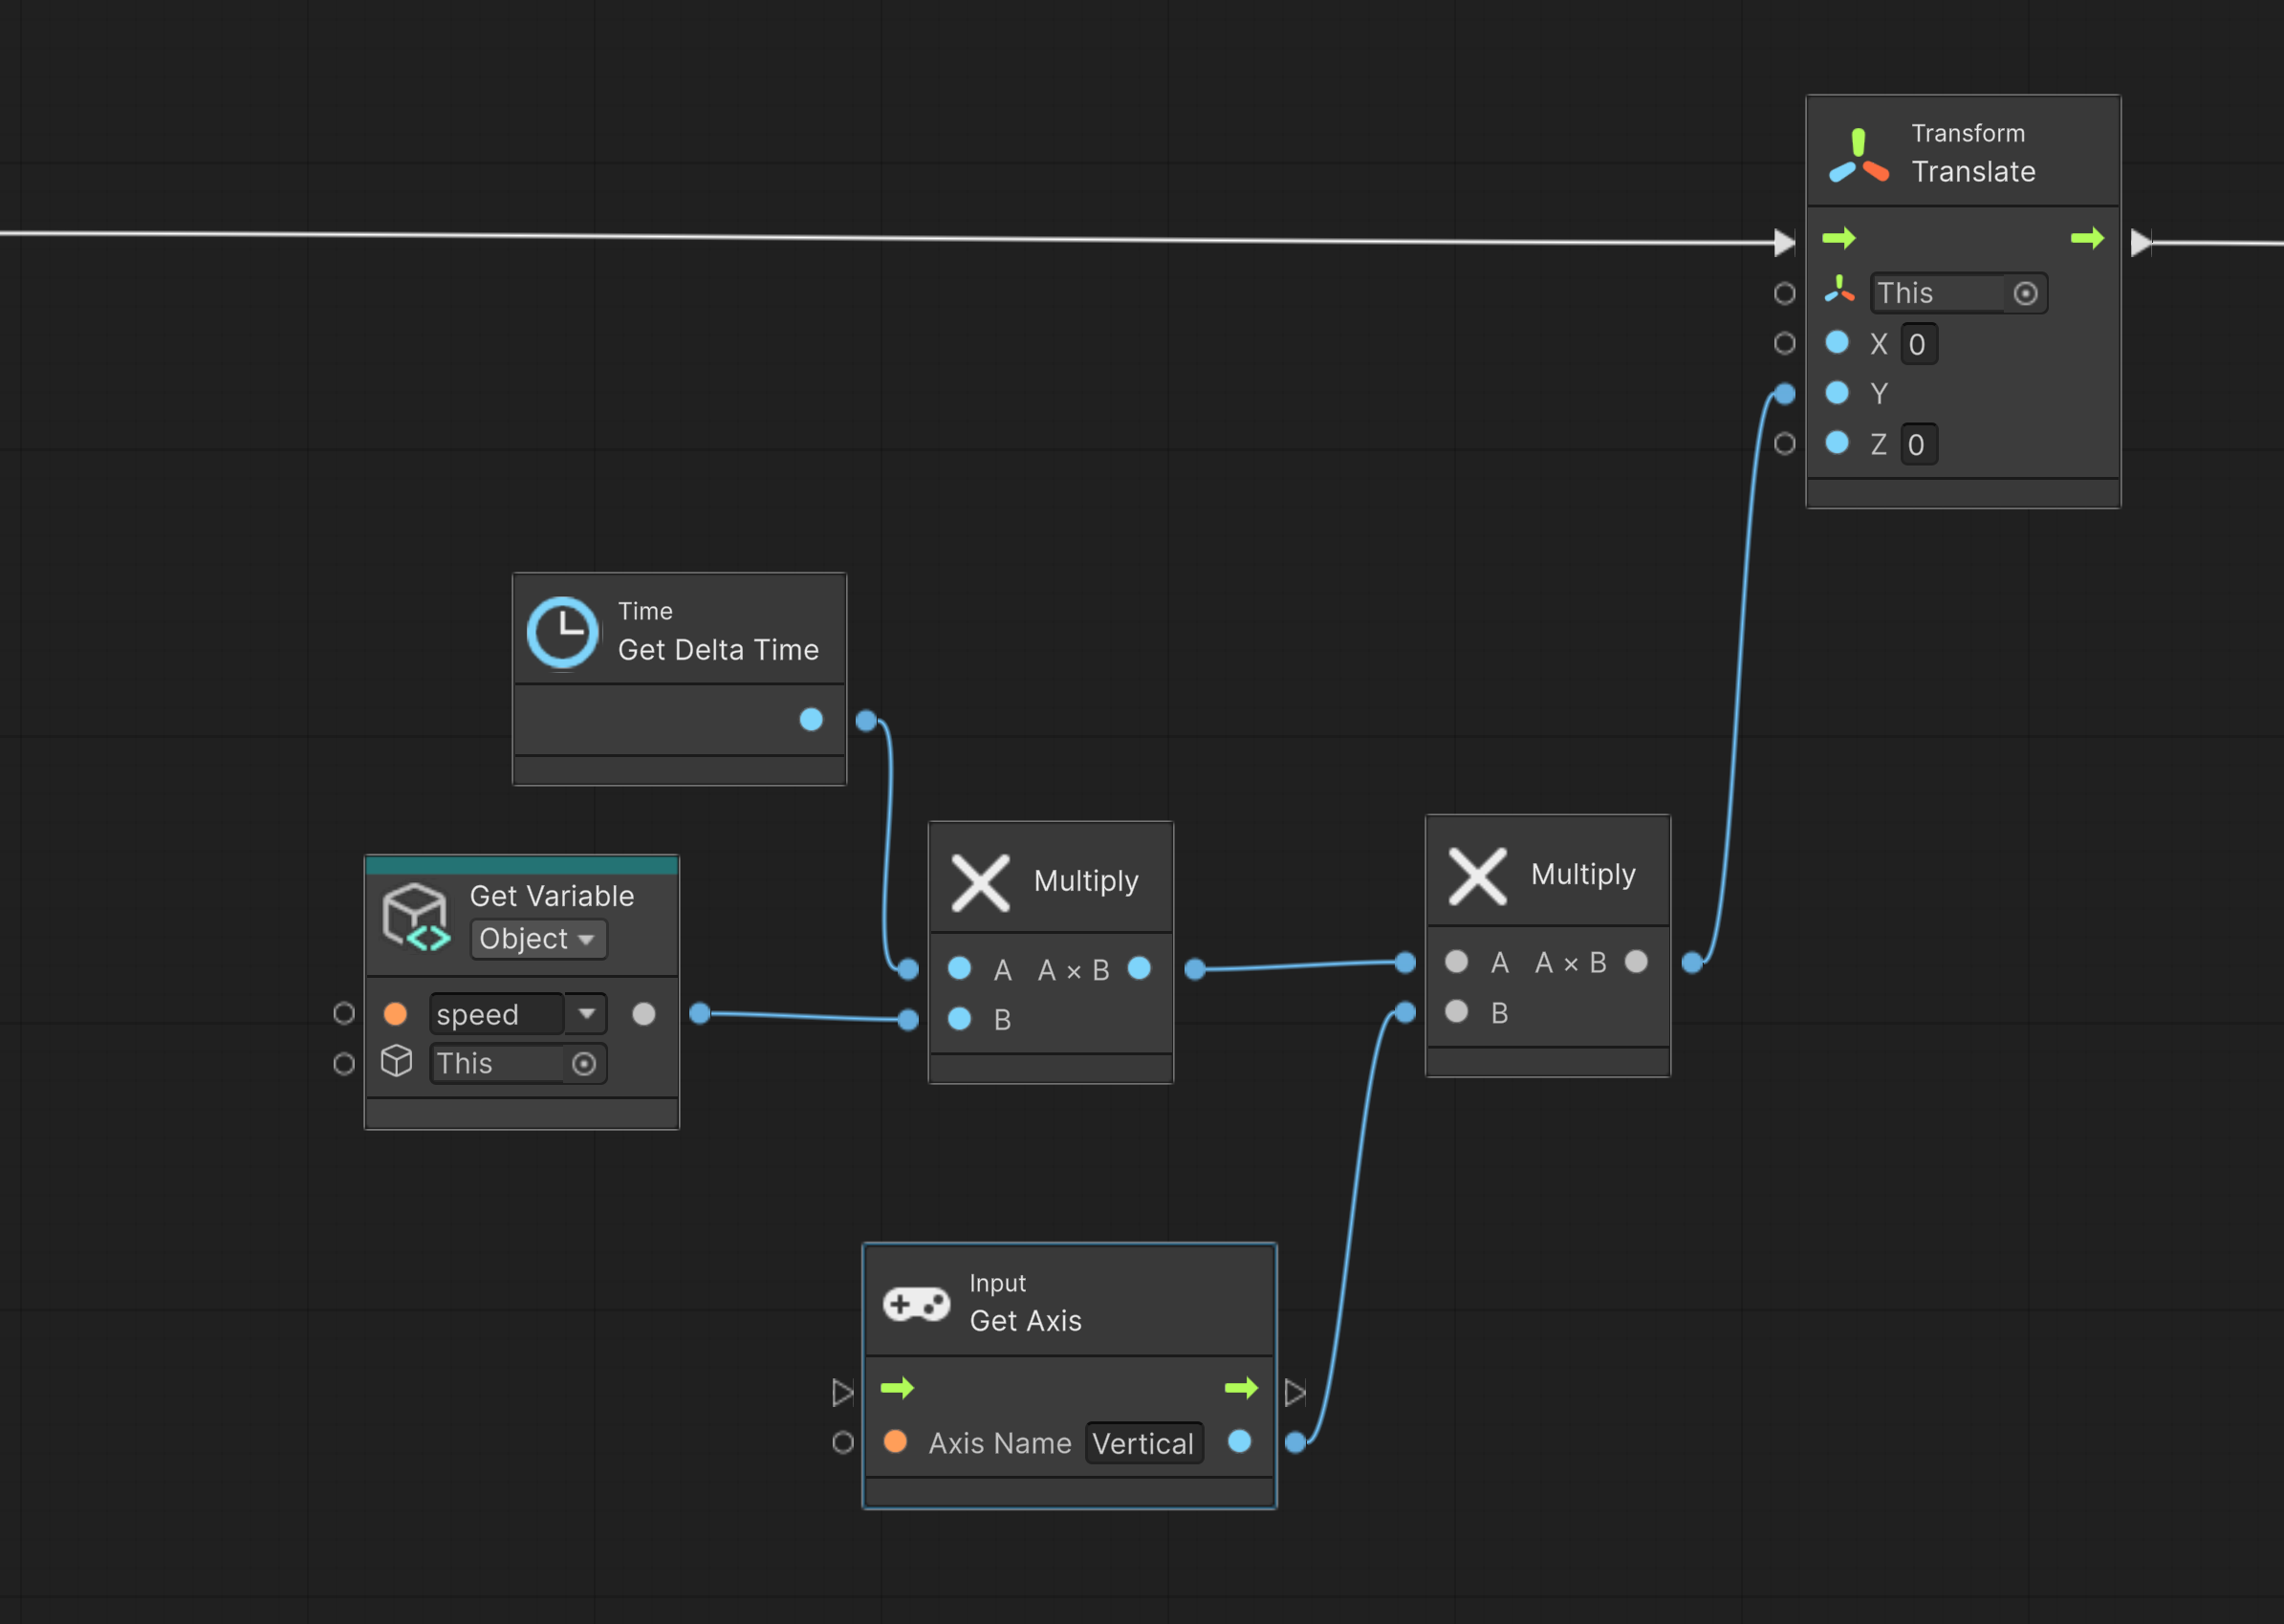 Transform
Translate
This
X 0
Y
Z 0
Time
Get Delta Time
Get Variable
Object
speed
This
Multiply
A A × B
B
Multiply
A A × B
B
Input
Get Axis
Axis Name Vertical